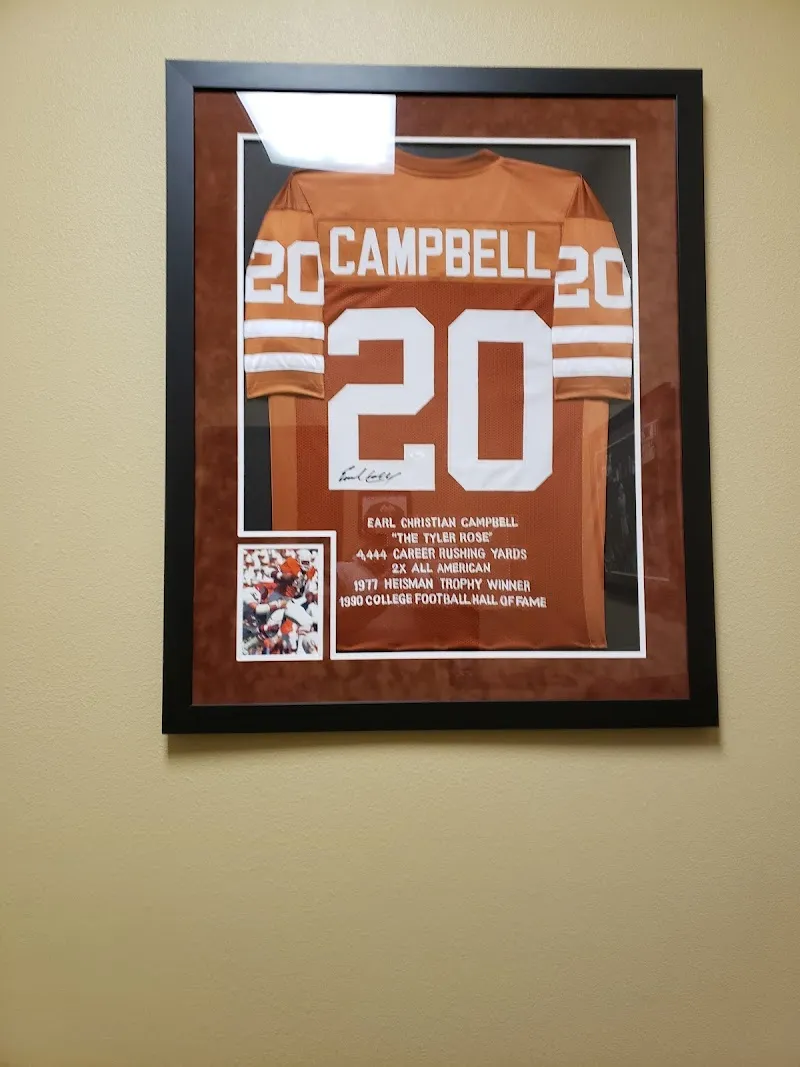 CAMPBELL
20 20
20
EARL CHRISTIAN CAMPBELL
"THE TYLER ROSE"
4,444 CAREER RUSHING YARDS
2X ALL AMERICAN
1977 HEISMAN TROPHY WINNER
1990 COLLEGE FOOTBALL HALL OF FAME